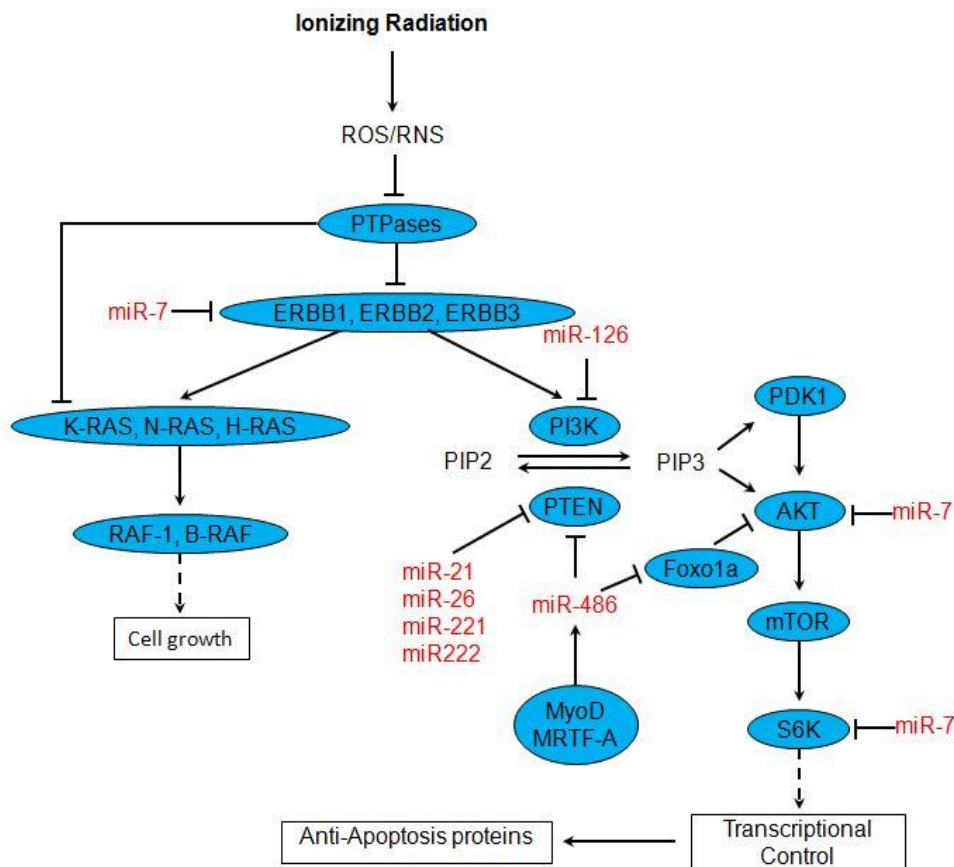 Ionizing Radiation
ROS/RNS
PTPases
miR-7
ERBB1, ERBB2, ERBB3
miR-126
K-RAS, N-RAS, H-RAS
PI3K
PDK1
PIP2
PIP3
PTEN
AKT
miR-7
RAF-1, B-RAF
Foxo1a
miR-21
miR-26
miR-221
miR222
miR-486
mTOR
Cell growth
MyoD
MRTF-A
S6K
miR-7
Anti-Apoptosis proteins
Transcriptional
Control